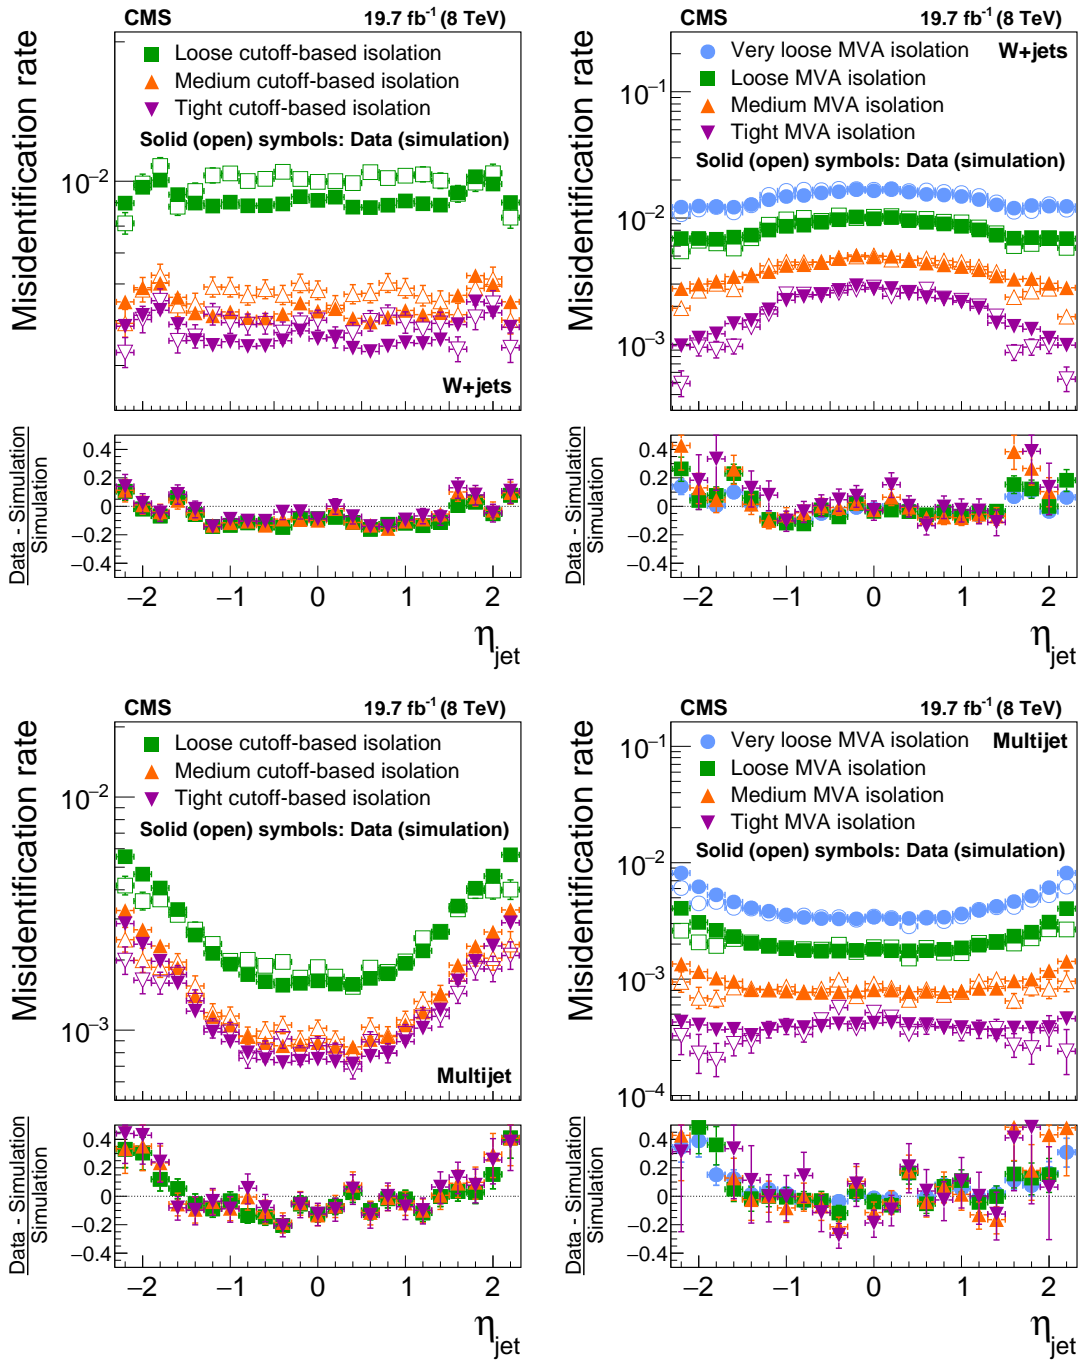 CMS 19.7 fb⁻¹ (8 TeV)
Misidentification rate
Loose cutoff-based isolation
Medium cutoff-based isolation
Tight cutoff-based isolation
Solid (open) symbols: Data (simulation)
10⁻²
W+jets
Data - Simulation
Simulation
0.4
0.2
0
−0.2
−0.4
−2 −1 0 1 2
η_jet
CMS 19.7 fb⁻¹ (8 TeV)
Misidentification rate
Very loose MVA isolation W+jets
Loose MVA isolation
Medium MVA isolation
Tight MVA isolation
Solid (open) symbols: Data (simulation)
10⁻¹
10⁻²
10⁻³
Data - Simulation
Simulation
0.4
0.2
0
−0.2
−0.4
−2 −1 0 1 2
η_jet
CMS 19.7 fb⁻¹ (8 TeV)
Misidentification rate
Loose cutoff-based isolation
Medium cutoff-based isolation
Tight cutoff-based isolation
Solid (open) symbols: Data (simulation)
10⁻²
10⁻³
Multijet
Data - Simulation
Simulation
0.4
0.2
0
−0.2
−0.4
−2 −1 0 1 2
η_jet
CMS 19.7 fb⁻¹ (8 TeV)
Misidentification rate
Very loose MVA isolation Multijet
Loose MVA isolation
Medium MVA isolation
Tight MVA isolation
Solid (open) symbols: Data (simulation)
10⁻¹
10⁻²
10⁻³
10⁻⁴
Data - Simulation
Simulation
0.4
0.2
0
−0.2
−0.4
−2 −1 0 1 2
η_jet